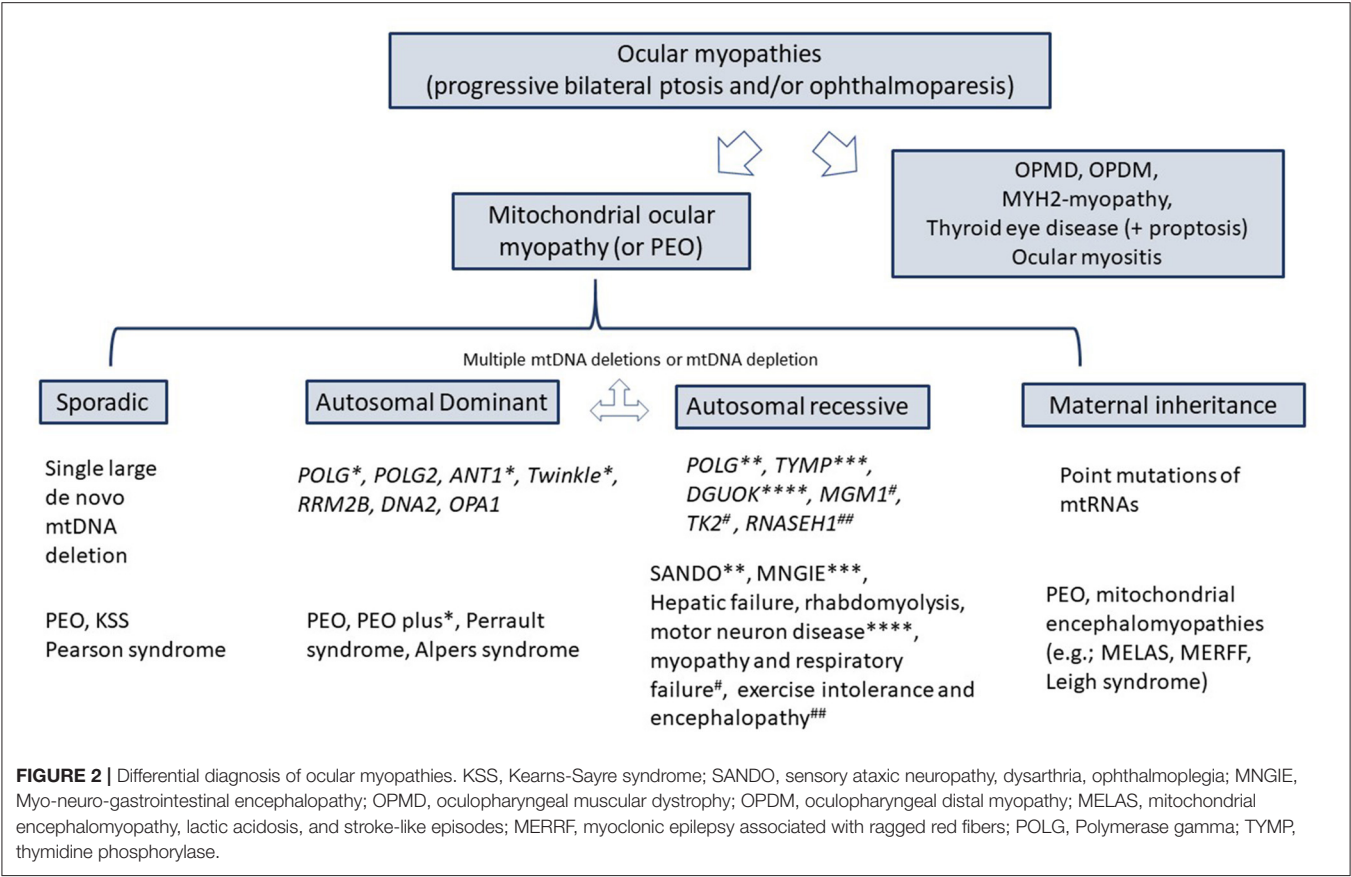 Ocular myopathies
(progressive bilateral ptosis and/or ophthalmoparesis)
OPMD, OPDM,
MYH2-myopathy,
Thyroid eye disease (+ proptosis)
Ocular myositis
Mitochondrial ocular
myopathy (or PEO)
Multiple mtDNA deletions or mtDNA depletion
Sporadic
Single large
de novo
mtDNA
deletion
PEO, KSS
Pearson syndrome
Autosomal Dominant
POLG*, POLG2, ANT1*, Twinkle*,
RRM2B, DNA2, OPA1
PEO, PEO plus*, Perrault
syndrome, Alpers syndrome
Autosomal recessive
POLG**, TYMP***,
DGUOK****, MGM1#,
TK2#, RNASEH1##
SANDO**, MNGIE***,
Hepatic failure, rhabdomyolysis,
motor neuron disease****,
myopathy and respiratory
failure#, exercise intolerance and
encephalopathy##
Maternal inheritance
Point mutations of
mtRNAs
PEO, mitochondrial
encephalomyopathies
(e.g.; MELAS, MERFF,
Leigh syndrome)
FIGURE 2 | Differential diagnosis of ocular myopathies. KSS, Kearns-Sayre syndrome; SANDO, sensory ataxic neuropathy, dysarthria, ophthalmoplegia; MNGIE,
Myo-neuro-gastrointestinal encephalopathy; OPMD, oculopharyngeal muscular dystrophy; OPDM, oculopharyngeal distal myopathy; MELAS, mitochondrial
encephalomyopathy, lactic acidosis, and stroke-like episodes; MERRF, myoclonic epilepsy associated with ragged red fibers; POLG, Polymerase gamma; TYMP,
thymidine phosphorylase.